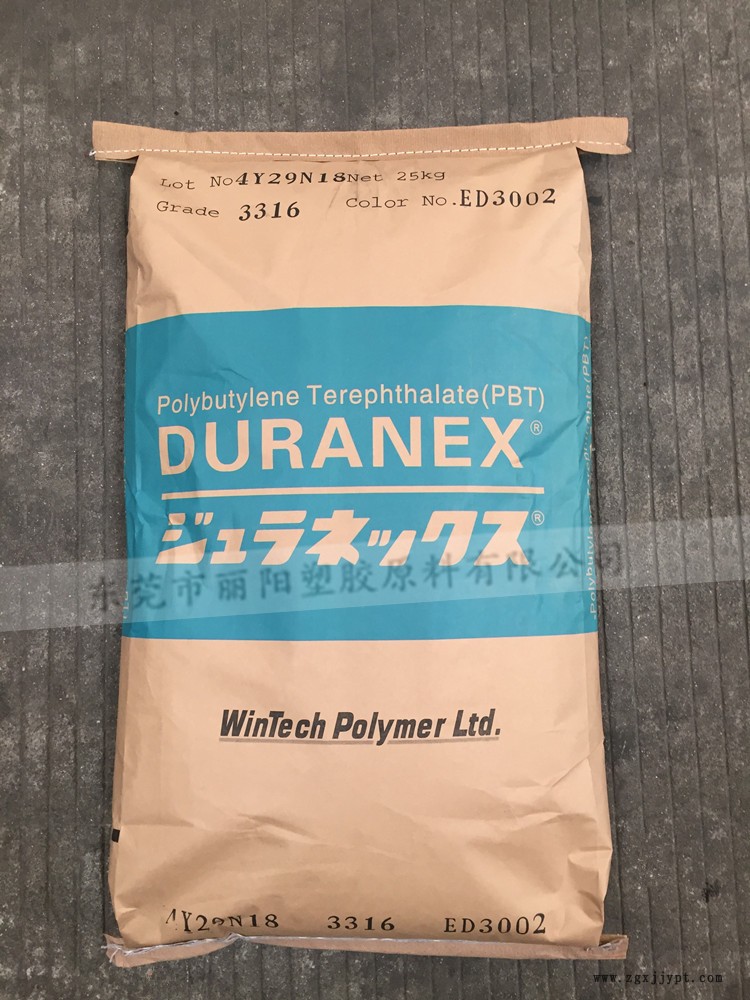 Lot No 4Y29N18 Net 25kg
Grade 3316 Color No. ED3002
Polybutylene Terephthalate(PBT)
DURANEX®
ジュラネックス®
东莞市丽阳塑胶原料有限公司
WinTech Polymer Ltd.
4Y29N18 3316 ED3002
www.zgxjjypt.com